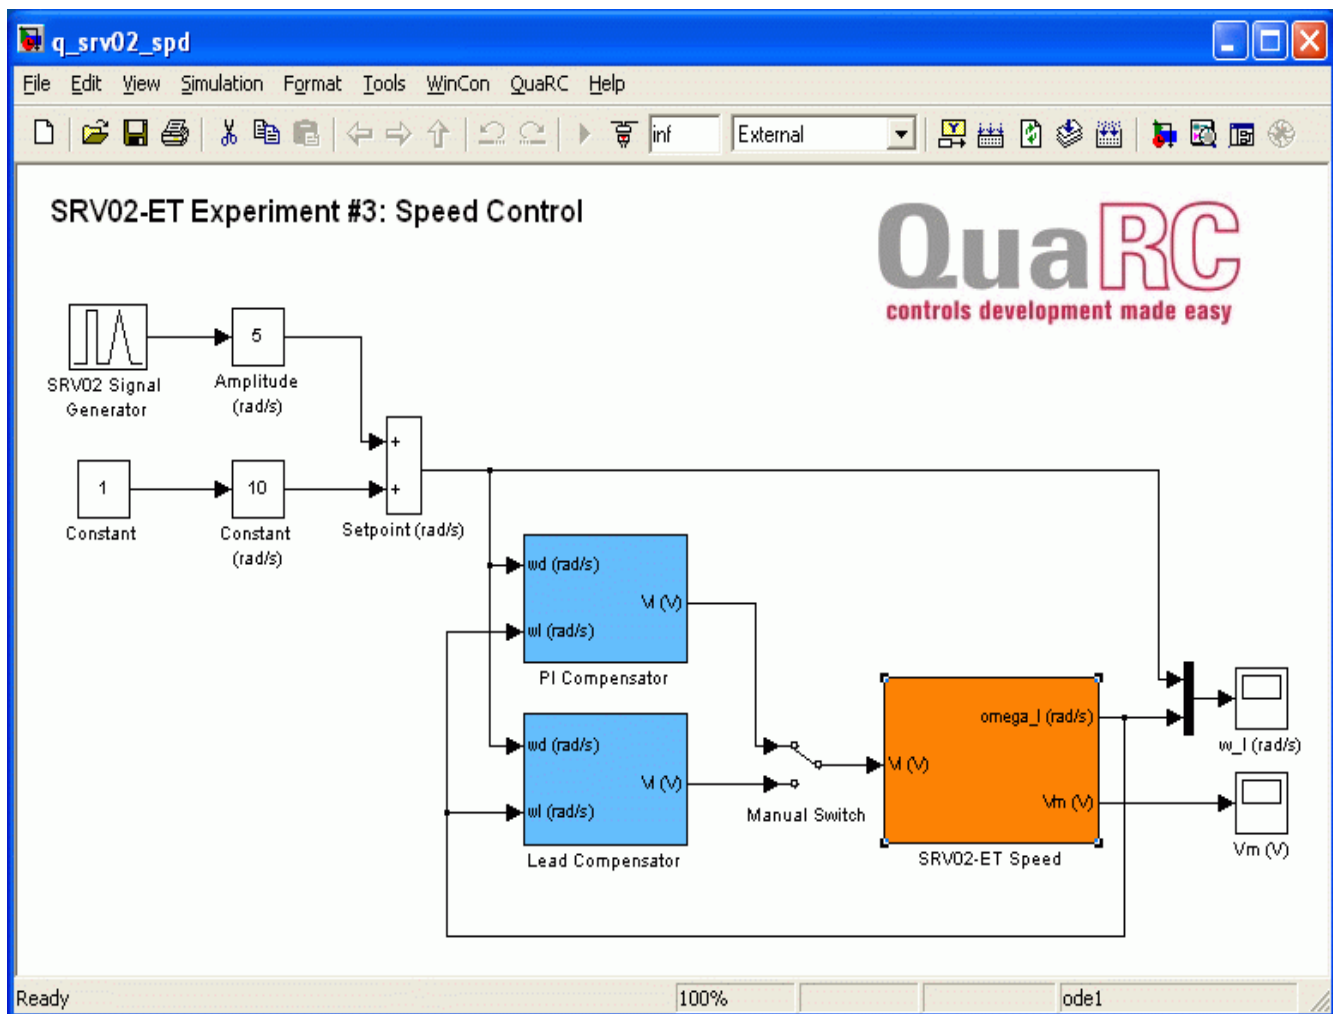 q_srv02_spd
File Edit View Simulation Format Tools WinCon QuaRC Help
inf External
SRV02-ET Experiment #3: Speed Control
QuaRC
controls development made easy
5
SRV02 Signal
Generator
Amplitude
(rad/s)
+
1
10
+
Constant
Constant
(rad/s)
Setpoint (rad/s)
wd (rad/s)
Vl (V)
wl (rad/s)
PI Compensator
wd (rad/s)
Vl (V)
wl (rad/s)
Lead Compensator
Manual Switch
omega_l (rad/s)
Vl (V)
Vm (V)
SRV02-ET Speed
w_l (rad/s)
Vm (V)
Ready 100% ode1